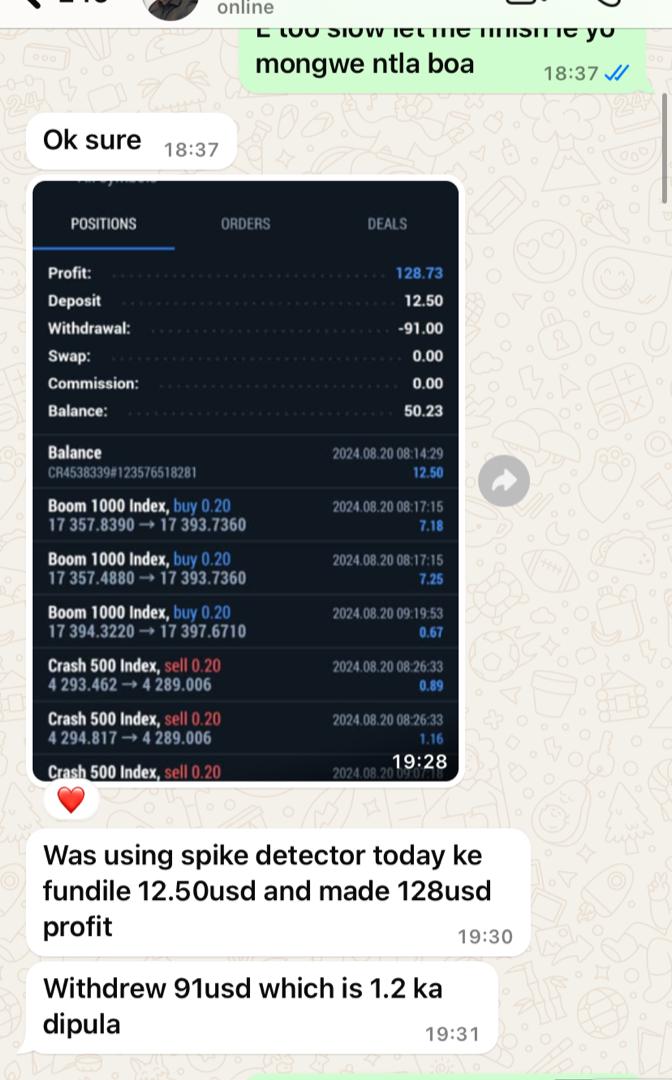 online
E too slow let me finish le yo
mongwe ntla boa
18:37
Ok sure
18:37
POSITIONS ORDERS DEALS
Profit: 128.73
Deposit 12.50
Withdrawal: -91.00
Swap: 0.00
Commission: 0.00
Balance: 50.23
Balance 2024.08.20 08:14:29
CR4538339#123576518281 12.50
Boom 1000 Index, buy 0.20 2024.08.20 08:17:15
17 357.8390 → 17 393.7360 7.18
Boom 1000 Index, buy 0.20 2024.08.20 08:17:15
17 357.4880 → 17 393.7360 7.25
Boom 1000 Index, buy 0.20 2024.08.20 09:19:53
17 394.3220 → 17 397.6710 0.67
Crash 500 Index, sell 0.20 2024.08.20 08:26:33
4 293.462 → 4 289.006 0.89
Crash 500 Index, sell 0.20 2024.08.20 08:26:33
4 294.817 → 4 289.006 1.16
Crash 500 Index, sell 0.20 2024.08.20 09:07:18
19:28
Was using spike detector today ke
fundile 12.50usd and made 128usd
profit
19:30
Withdrew 91usd which is 1.2 ka
dipula
19:31